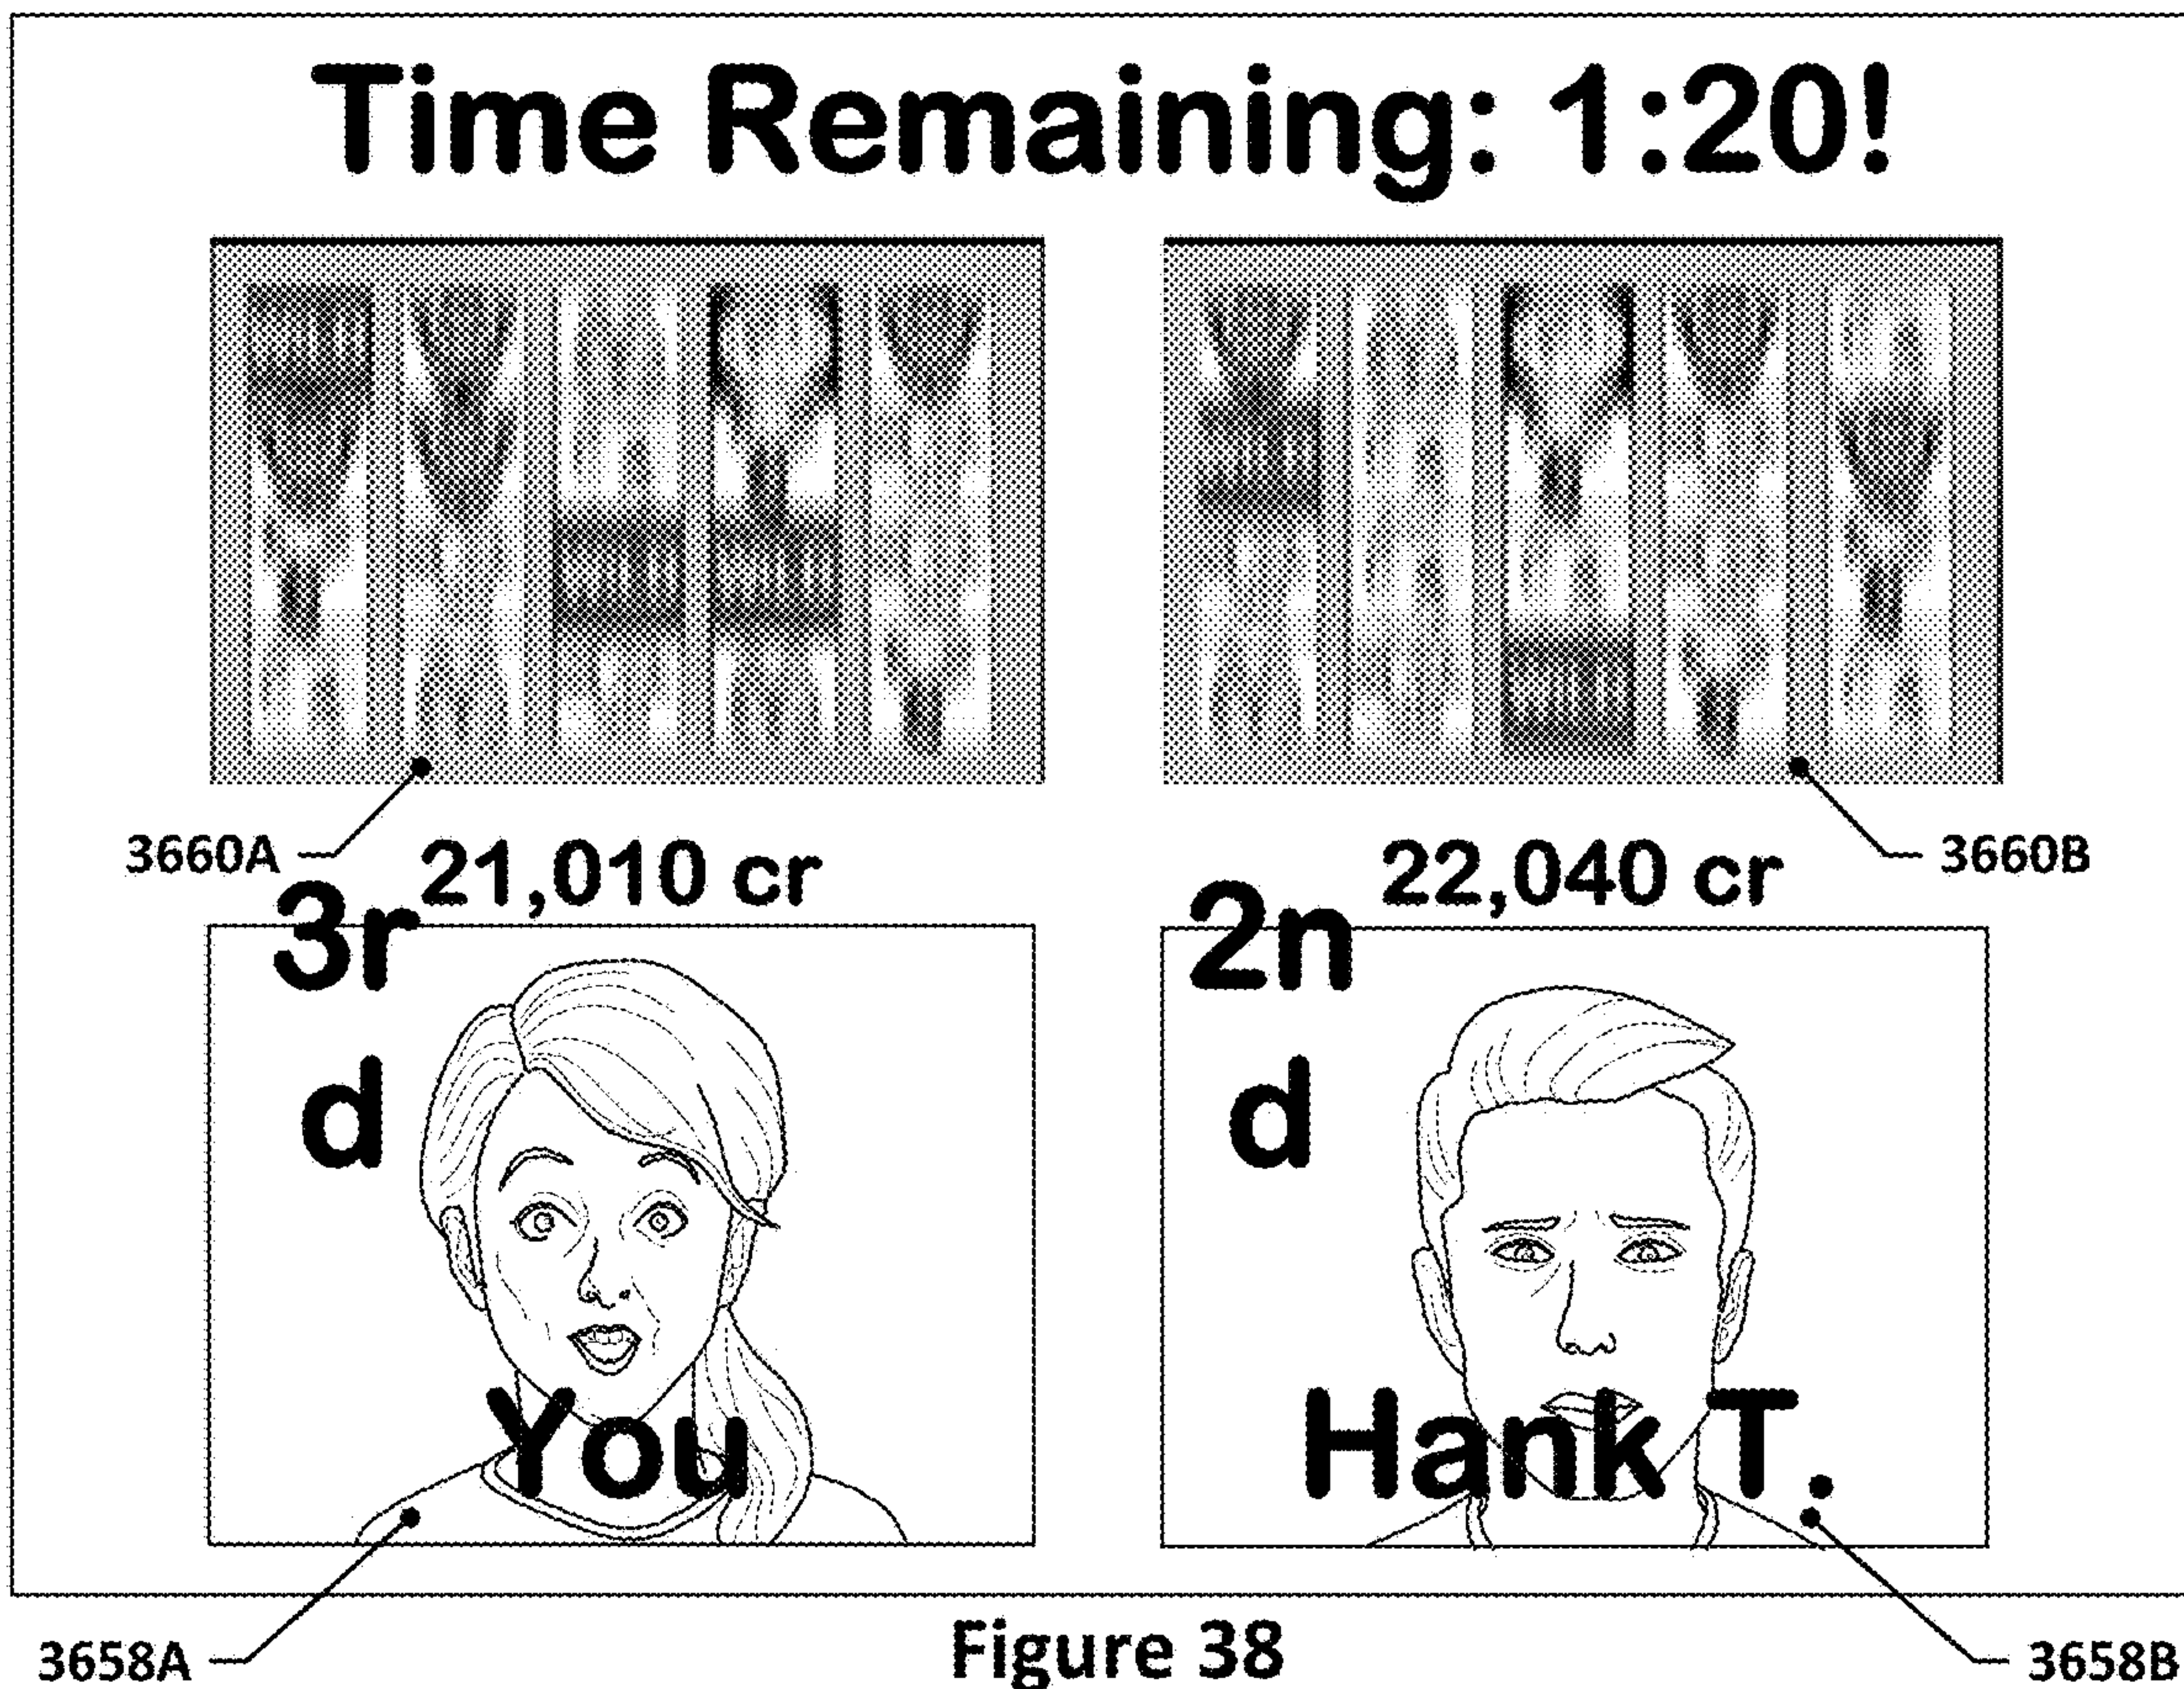 Time Remaining: 1:20!
3660A
21,010 cr
22,040 cr
3660B
3r
d
2n
d
You
Hank T.
3658A
Figure 38
3658B